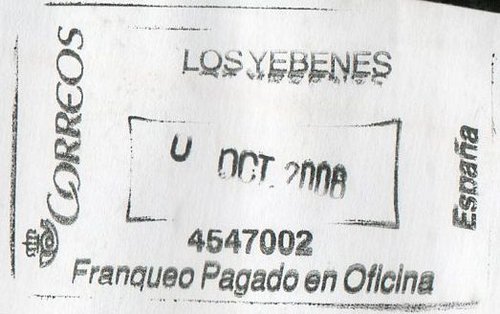 CORREOS
LOS YEBENES
OCT. 2008
4547002
Franqueo Pagado en Oficina
España